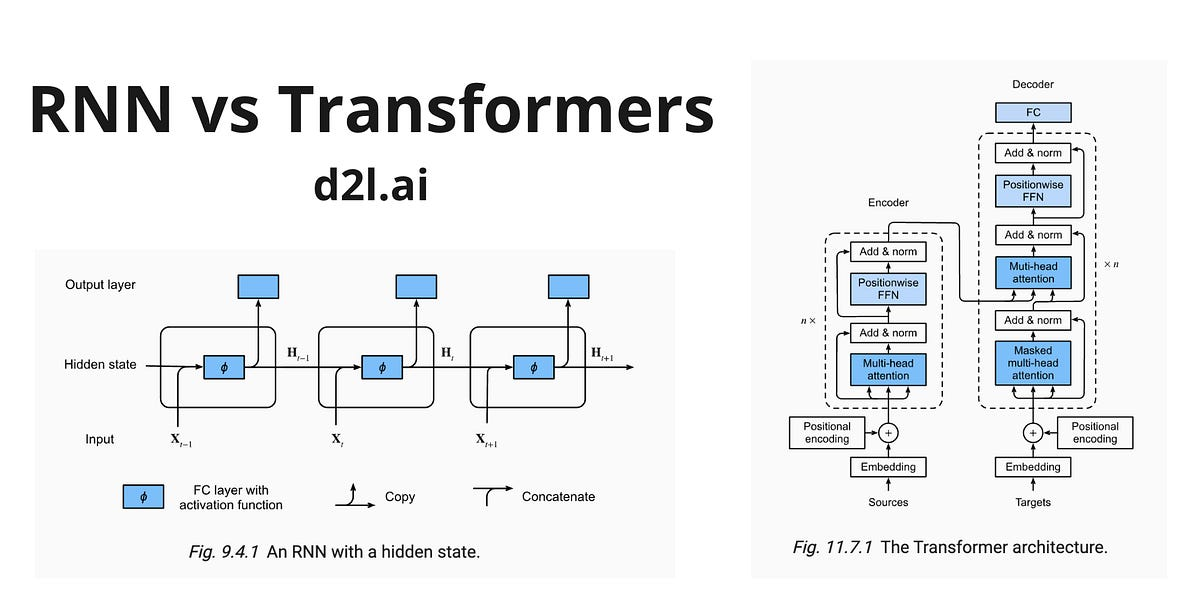 RNN vs Transformers
d2l.ai
Output layer
Hidden state
Input
ϕ
ϕ
ϕ
H_{t−1}
H_t
H_{t+1}
X_{t−1}
X_t
X_{t+1}
ϕ
FC layer with
activation function
Copy
Concatenate
Fig. 9.4.1 An RNN with a hidden state.
Encoder
Add & norm
Positionwise
FFN
n ×
Add & norm
Multi-head
attention
Positional
encoding
+
Embedding
Sources
Decoder
FC
Add & norm
Positionwise
FFN
Add & norm
Muti-head
attention
× n
Add & norm
Masked
multi-head
attention
+
Positional
encoding
Embedding
Targets
Fig. 11.7.1 The Transformer architecture.